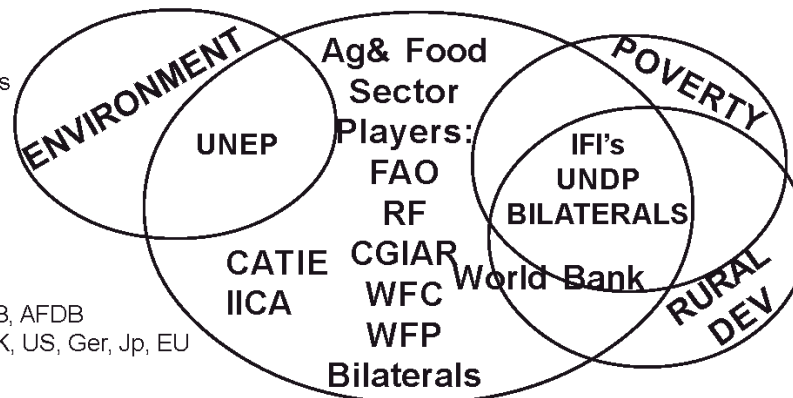 ENVIRONMENT
UNEP
Ag& Food
Sector
Players:
FAO
RF
CGIAR
WFC
WFP
Bilaterals
CATIE
IICA
World Bank
POVERTY
IFI's
UNDP
BILATERALS
RURAL
DEV
AFDB
US, Ger, Jp, EU